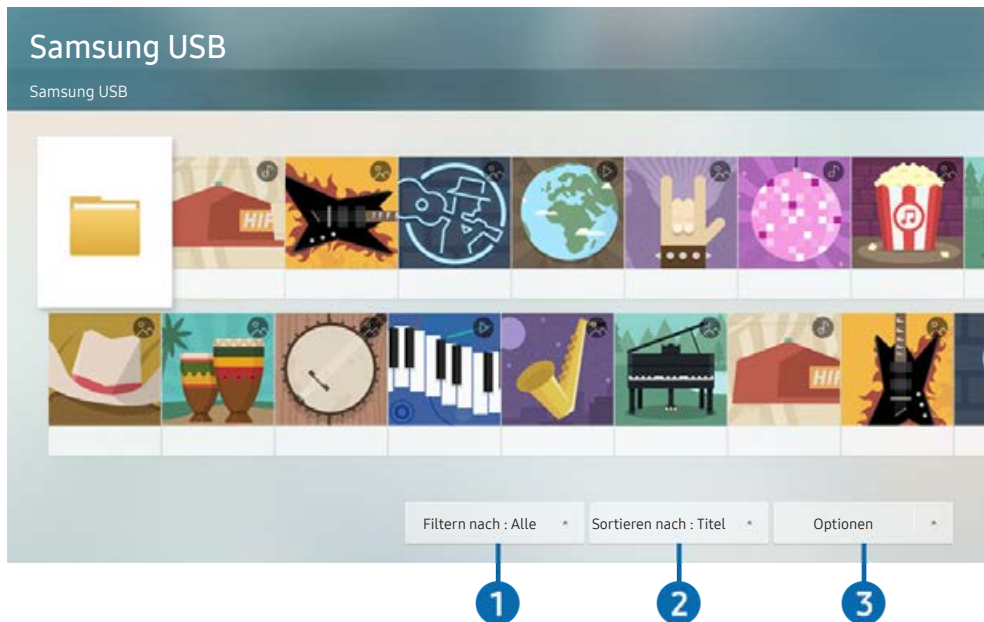 Samsung USB
Samsung USB
HIF
HIF
Filtern nach : Alle
Sortieren nach : Titel
Optionen
1
2
3